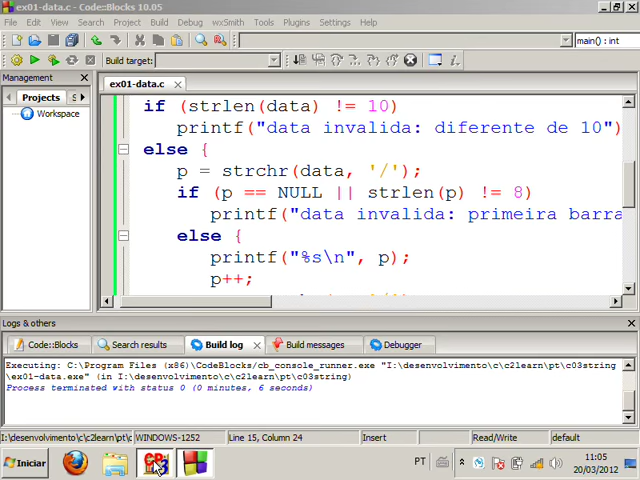 ex01-data.c - Code::Blocks 10.05
File Edit View Search Project Build Debug wxSmith Tools Plugins Settings Help
main() : int
Build target:
Management
ex01-data.c
Projects S
Workspace
if (strlen(data) != 10)
printf("data invalida: diferente de 10")
else {
p = strchr(data, '/');
if (p == NULL || strlen(p) != 8)
printf("data invalida: primeira barra
else {
printf("%s\n", p);
p++;
Logs & others
Code::Blocks Search results Build log Build messages Debugger
Executing: C:\Program Files (x86)\CodeBlocks/cb_console_runner.exe "I:\desenvolvimento\c\c2learn\pt\c03string
\ex01-data.exe" (in I:\desenvolvimento\c\c2learn\pt\c03string)
Process terminated with status 0 (0 minutes, 6 seconds)
I:\desenvolvimento\c\c2learn\pt\c WINDOWS-1252 Line 15, Column 24 Insert Read/Write default
Iniciar PT 11:05
20/03/2012